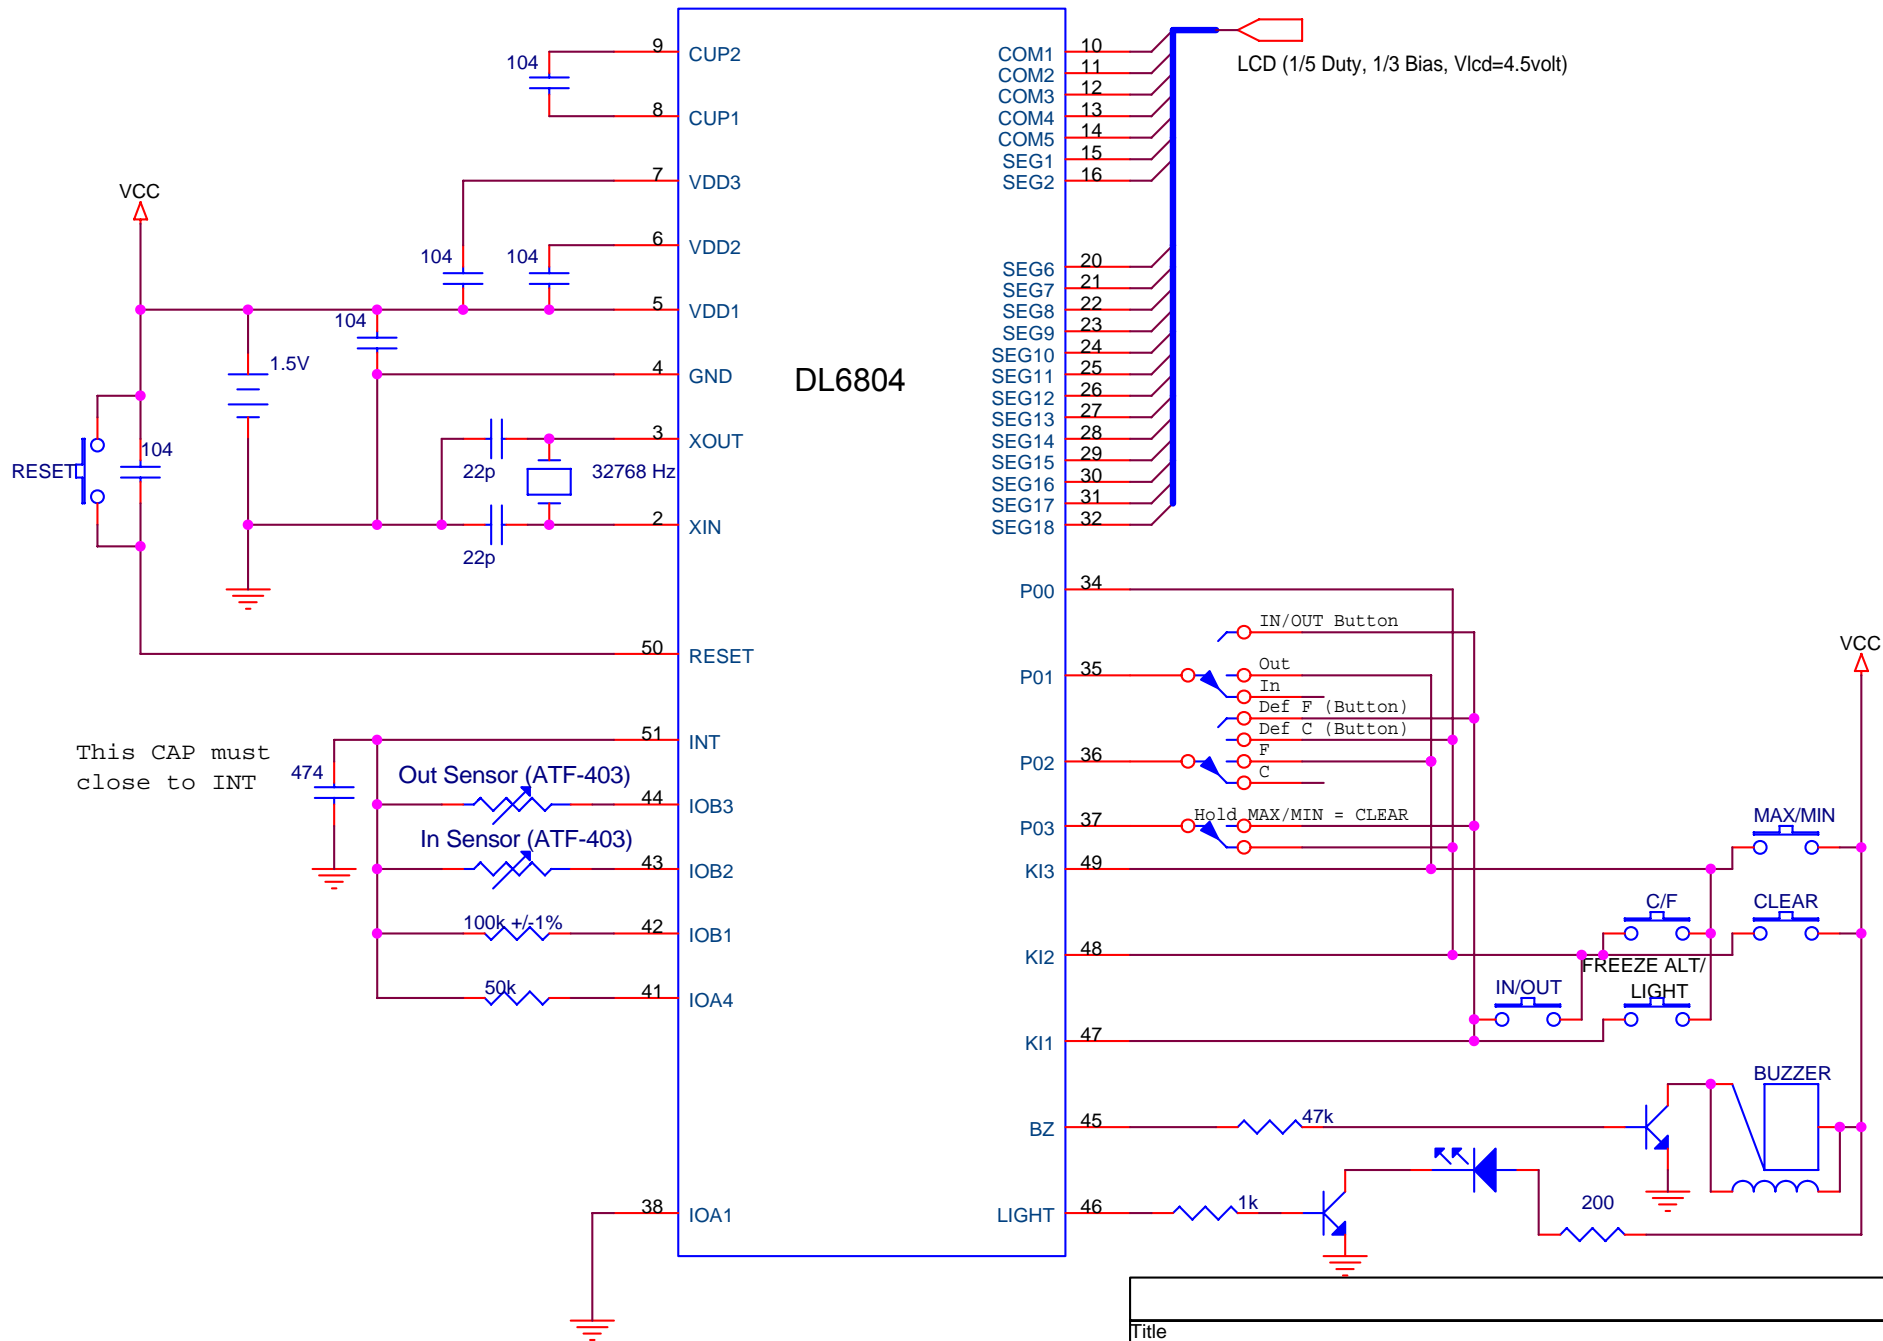 9 CUP2
104
8 CUP1
7 VDD3
VCC
6 VDD2
104 104
5 VDD1
104
1.5V
4 GND
DL6804
3 XOUT
104
RESET
22p
32768 Hz
2 XIN
22p
50 RESET
51 INT
This CAP must
close to INT
474
Out Sensor (ATF-403)
44 IOB3
In Sensor (ATF-403)
43 IOB2
100k +/-1%
42 IOB1
50k
41 IOA4
38 IOA1
COM1 10
COM2 11
COM3 12
COM4 13
COM5 14
SEG1 15
SEG2 16
LCD (1/5 Duty, 1/3 Bias, Vlcd=4.5volt)
SEG6 20
SEG7 21
SEG8 22
SEG9 23
SEG10 24
SEG11 25
SEG12 26
SEG13 27
SEG14 28
SEG15 29
SEG16 30
SEG17 31
SEG18 32
P00 34
IN/OUT Button
VCC
P01 35
Out
In
Def F (Button)
Def C (Button)
P02 36
F
C
P03 37
Hold MAX/MIN = CLEAR
MAX/MIN
KI3 49
C/F
CLEAR
KI2 48
FREEZE ALT/
LIGHT
IN/OUT
KI1 47
BUZZER
BZ 45
47k
LIGHT 46
1k
200
Title